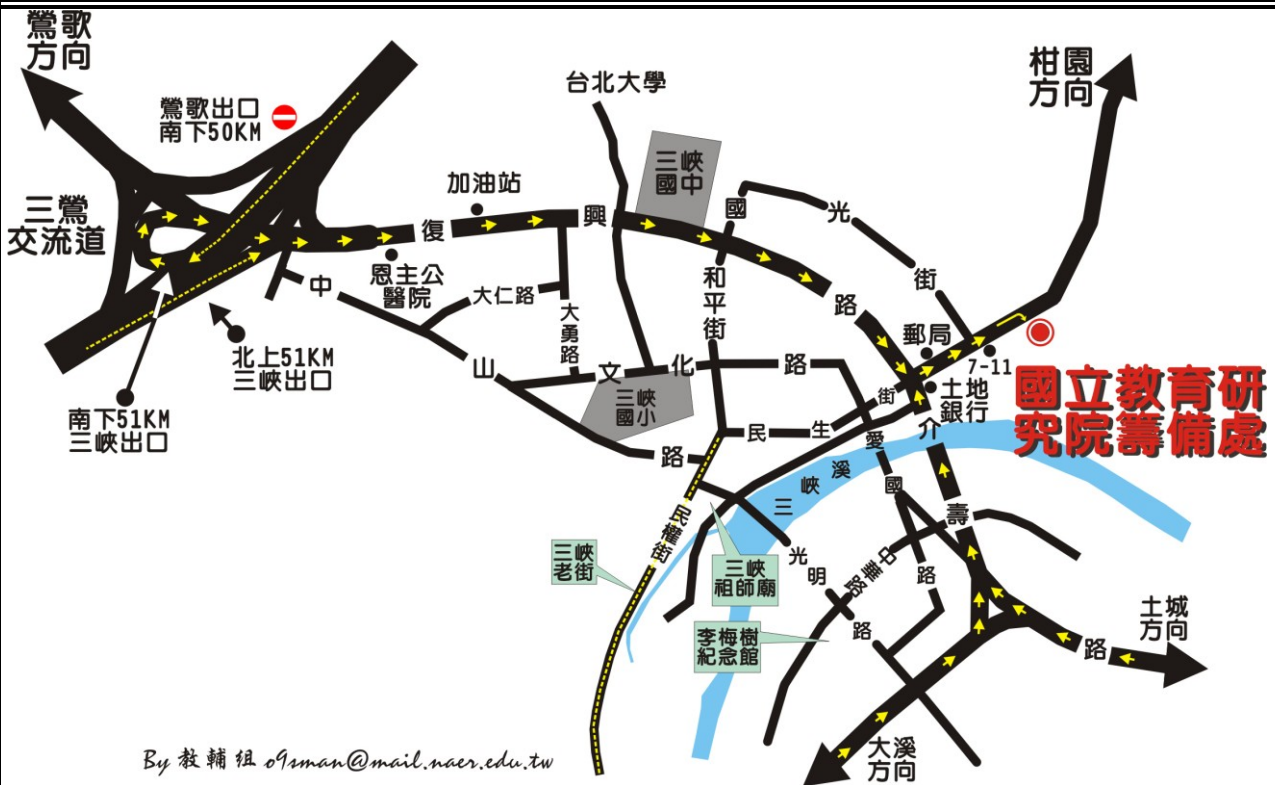 鶯歌
方向
鶯歌出口
南下50KM
三鶯
交流道
南下51KM
三峽出口
北上51KM
三峽出口
恩主公
醫院
加油站
台北大學
三峽
國中
柑園
方向
復興路
國光街
和平街
中山路
大仁路
大勇路
文化路
三峽
國小
民生街
愛國路
郵局
7-11
土地
銀行
國立教育研
究院籌備處
介壽路
三峽溪
民權街
三峽
老街
三峽
祖師廟
李梅樹
紀念館
光明路
中華路
土城
方向
大溪
方向
By 教輔組 o9sman@mail.naer.edu.tw